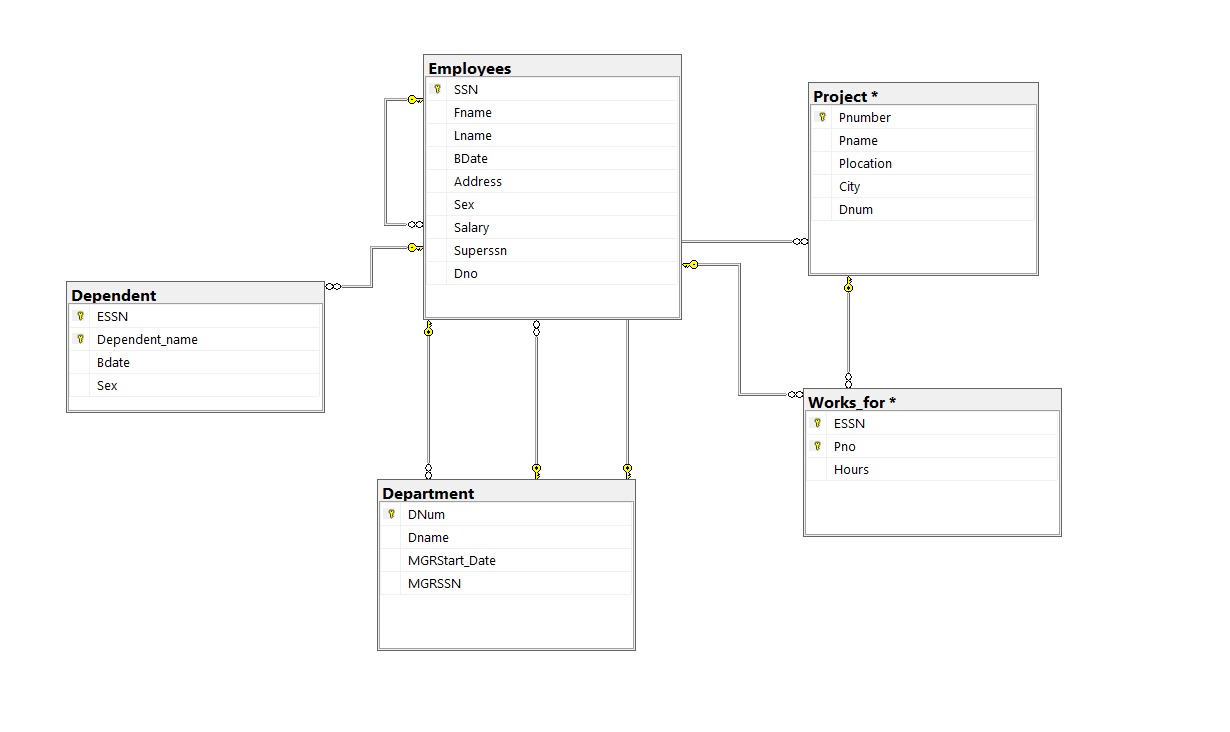 Employees
SSN
Fname
Lname
BDate
Address
Sex
Salary
Superssn
Dno
Project *
Pnumber
Pname
Plocation
City
Dnum
Dependent
ESSN
Dependent_name
Bdate
Sex
Works_for *
ESSN
Pno
Hours
Department
DNum
Dname
MGRStart_Date
MGRSSN